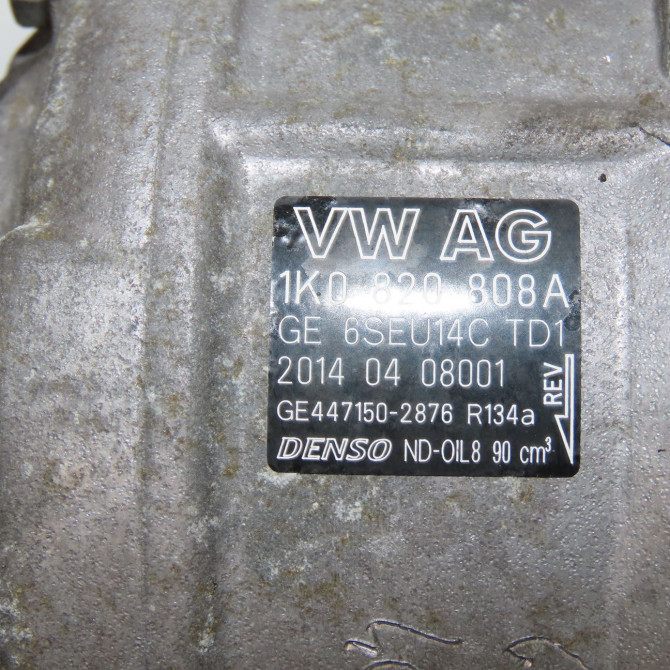 VW AG
1K0 820 808A
GE 6SEU14C TD1
2014 04 08001
REV
GE447150-2876 R134a
DENSO ND-OIL8 90 cm³